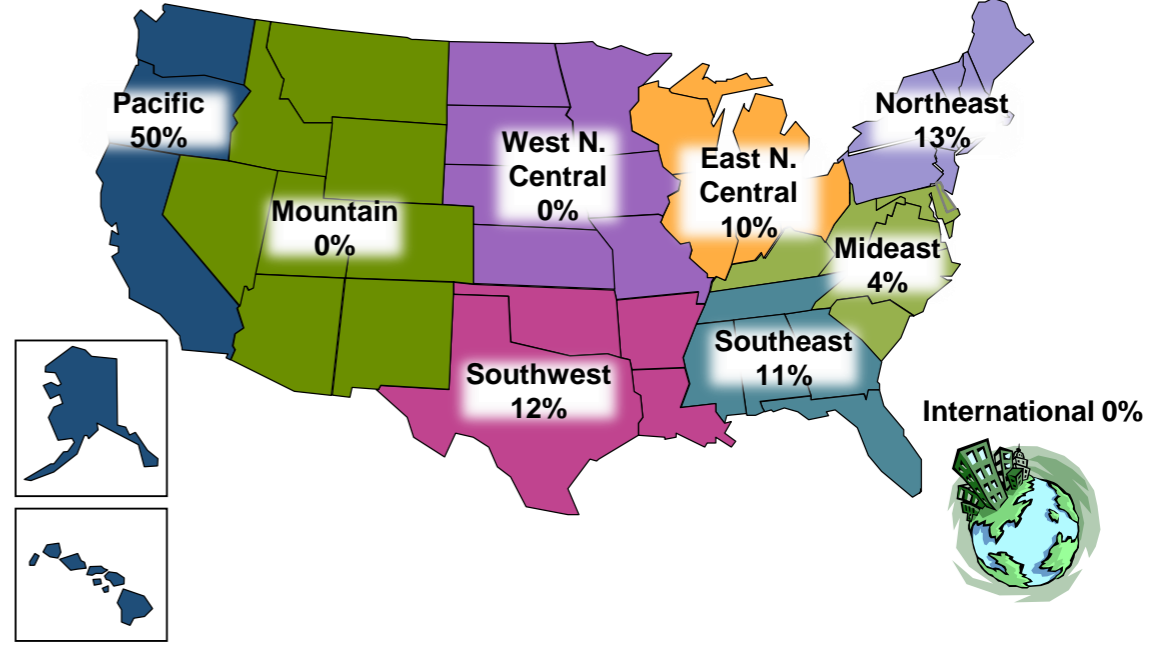 Pacific
50%
Northeast
13%
West N.
Central
0%
East N.
Central
10%
Mountain
0%
Mideast
4%
Southeast
11%
Southwest
12%
International 0%